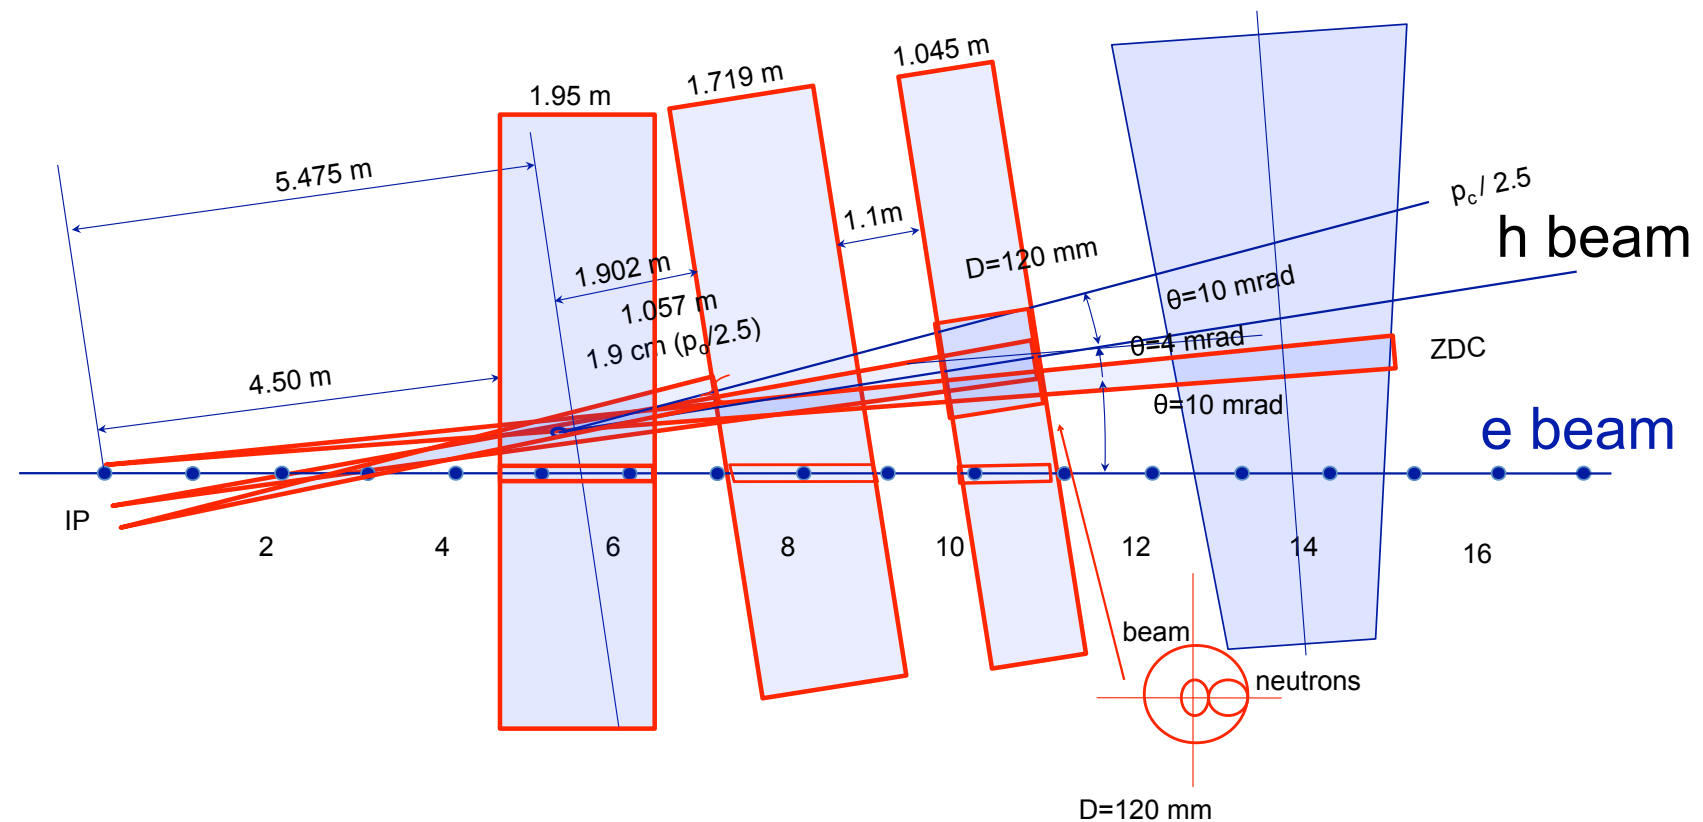 1.045 m
1.719 m
1.95 m
5.475 m
p_c / 2.5
1.1m
h beam
D=120 mm
1.902 m
θ=10 mrad
1.057 m
1.9 cm (p_o/2.5)
θ=4 mrad
ZDC
4.50 m
θ=10 mrad
e beam
IP
2 4 6 8 10 12 14 16
beam
neutrons
D=120 mm